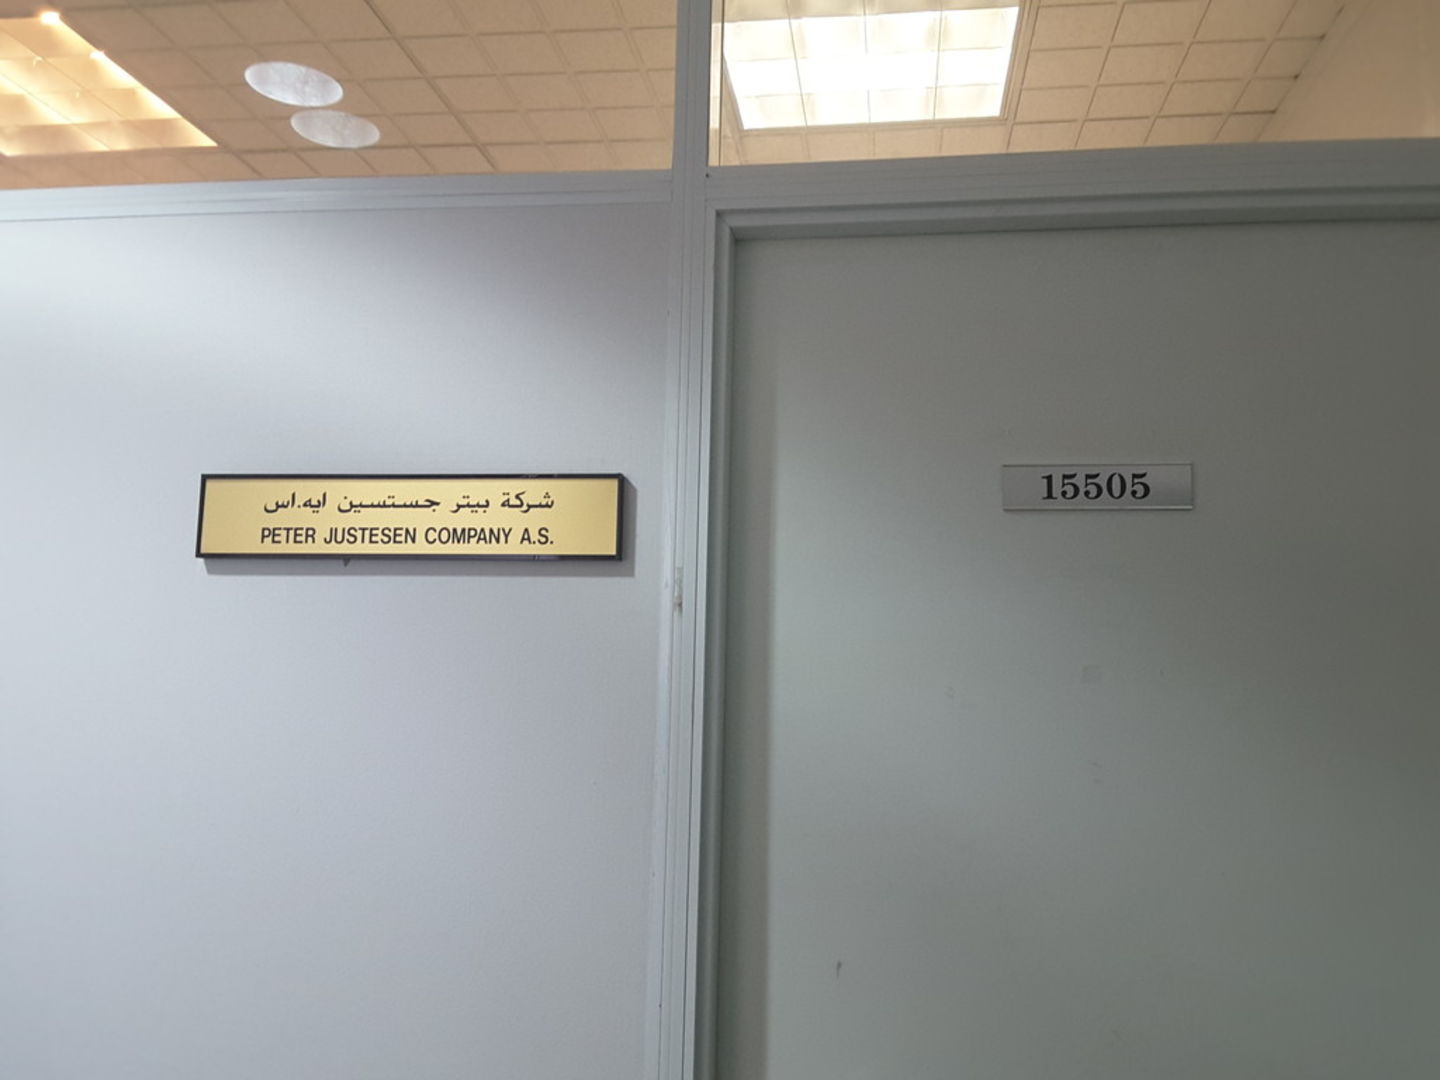 شركة بيتر جستسين ايه.اس
PETER JUSTESEN COMPANY A.S.
15505